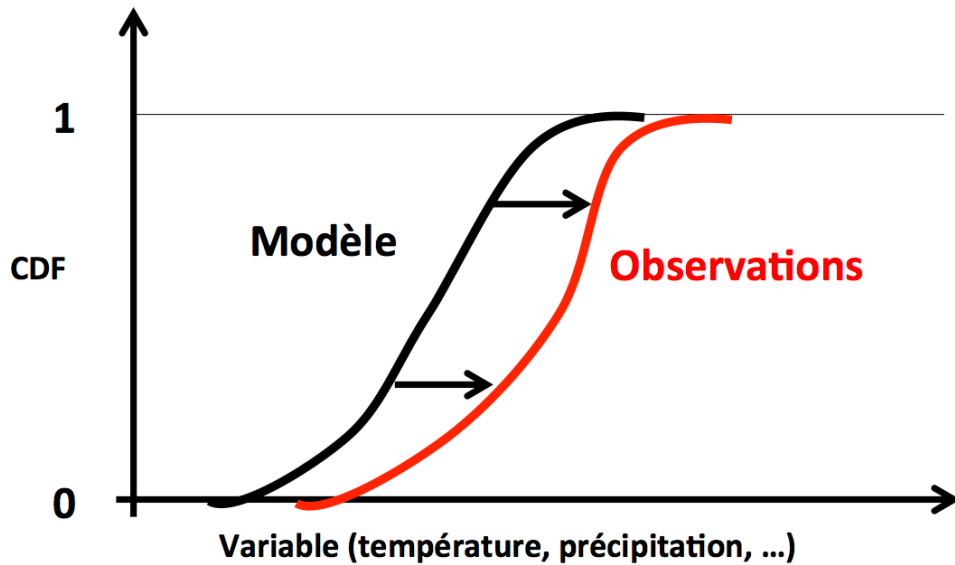 1
Modèle
CDF
Observations
0
Variable (température, précipitation, ...)